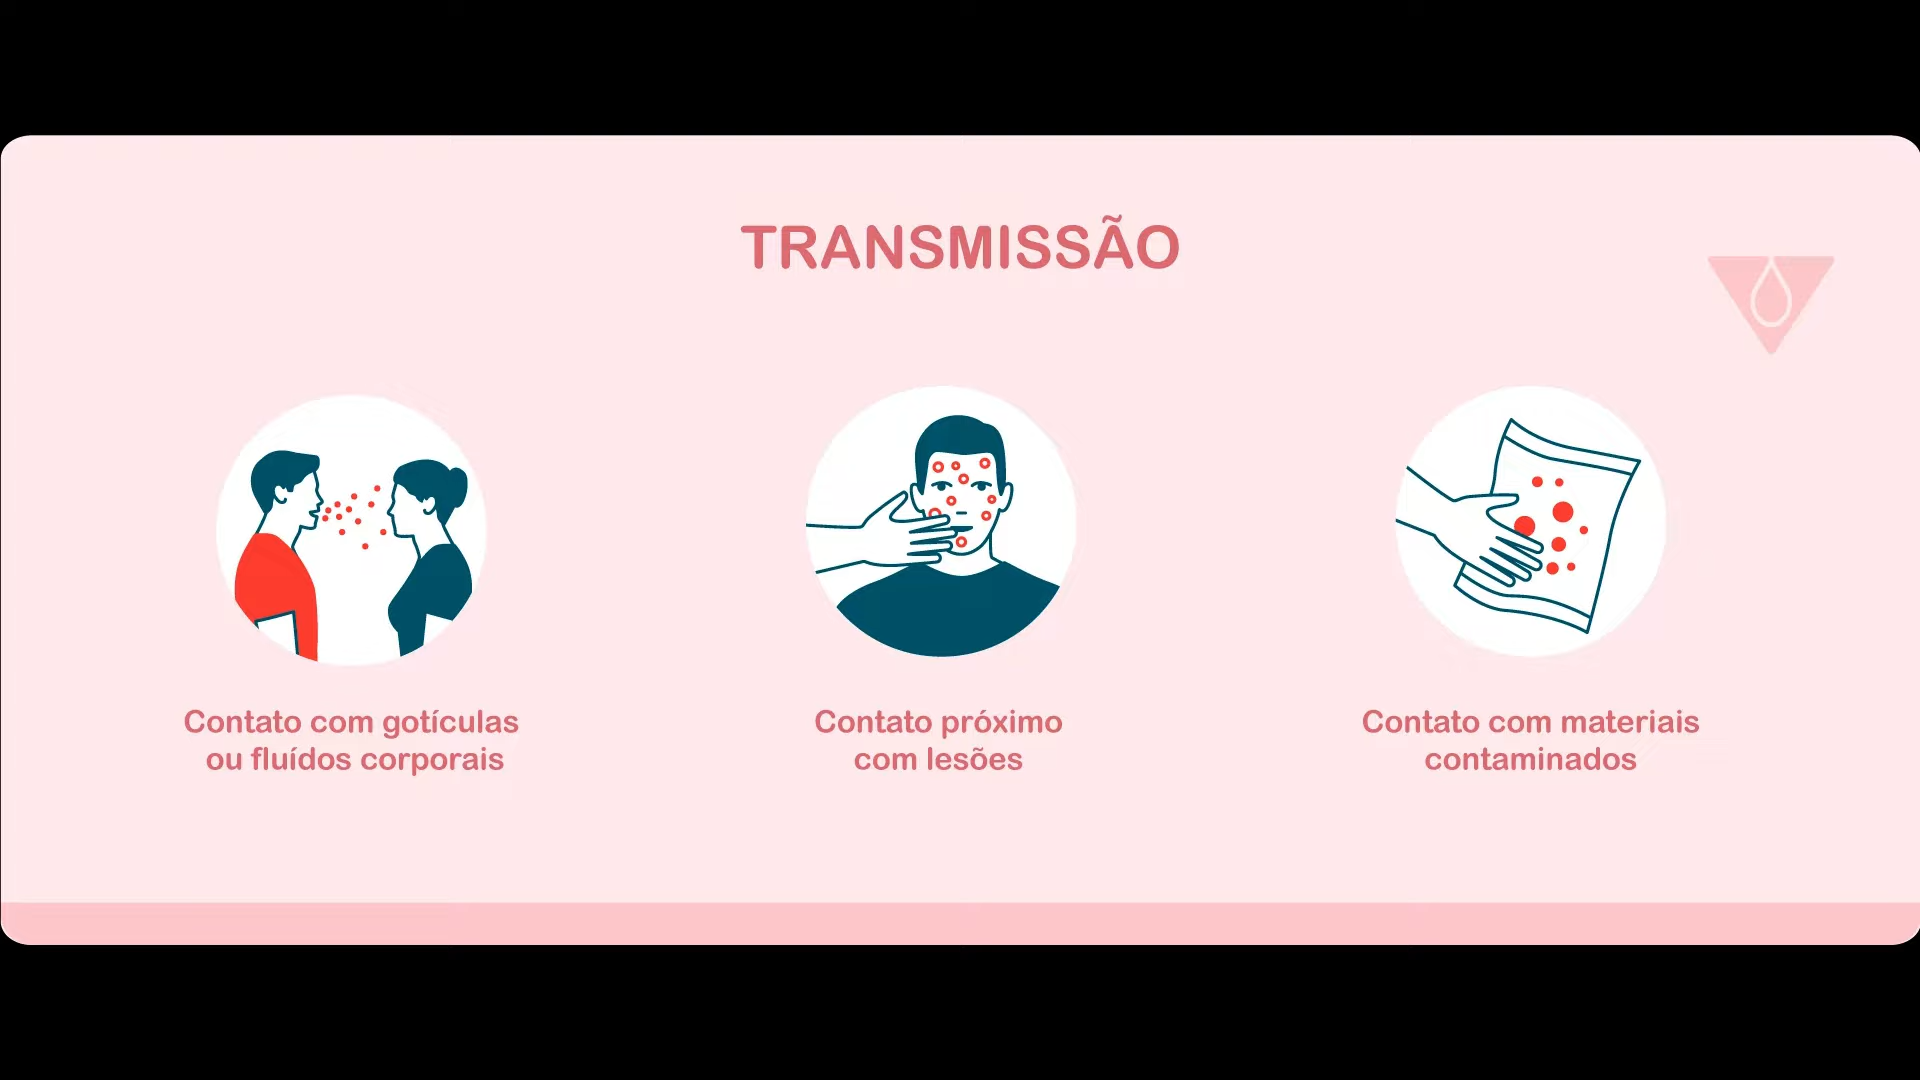 TRANSMISSÃO
Contato com gotículas
ou fluídos corporais
Contato próximo
com lesões
Contato com materiais
contaminados